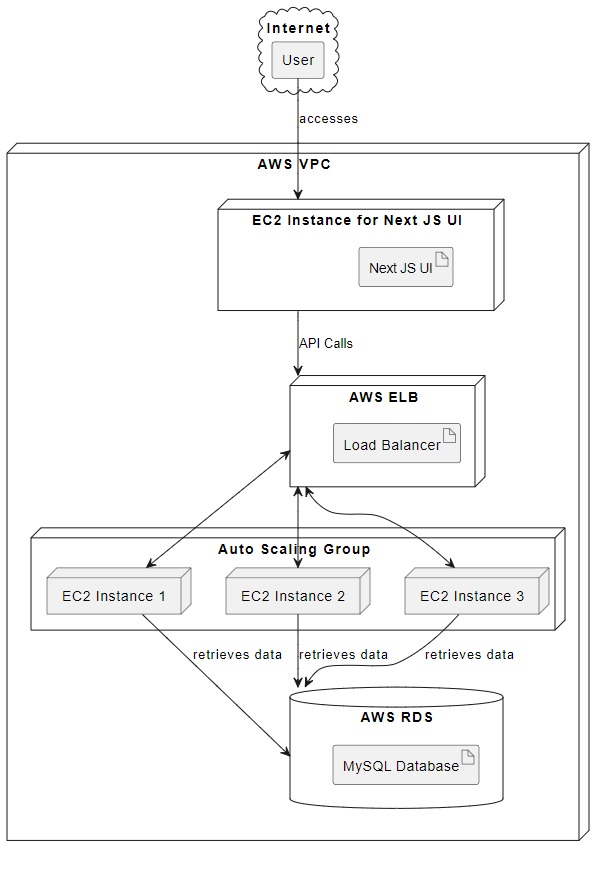 Internet
User
accesses
AWS VPC
EC2 Instance for Next JS UI
Next JS UI
API Calls
AWS ELB
Load Balancer
Auto Scaling Group
EC2 Instance 1
EC2 Instance 2
EC2 Instance 3
retrieves data
retrieves data
retrieves data
AWS RDS
MySQL Database